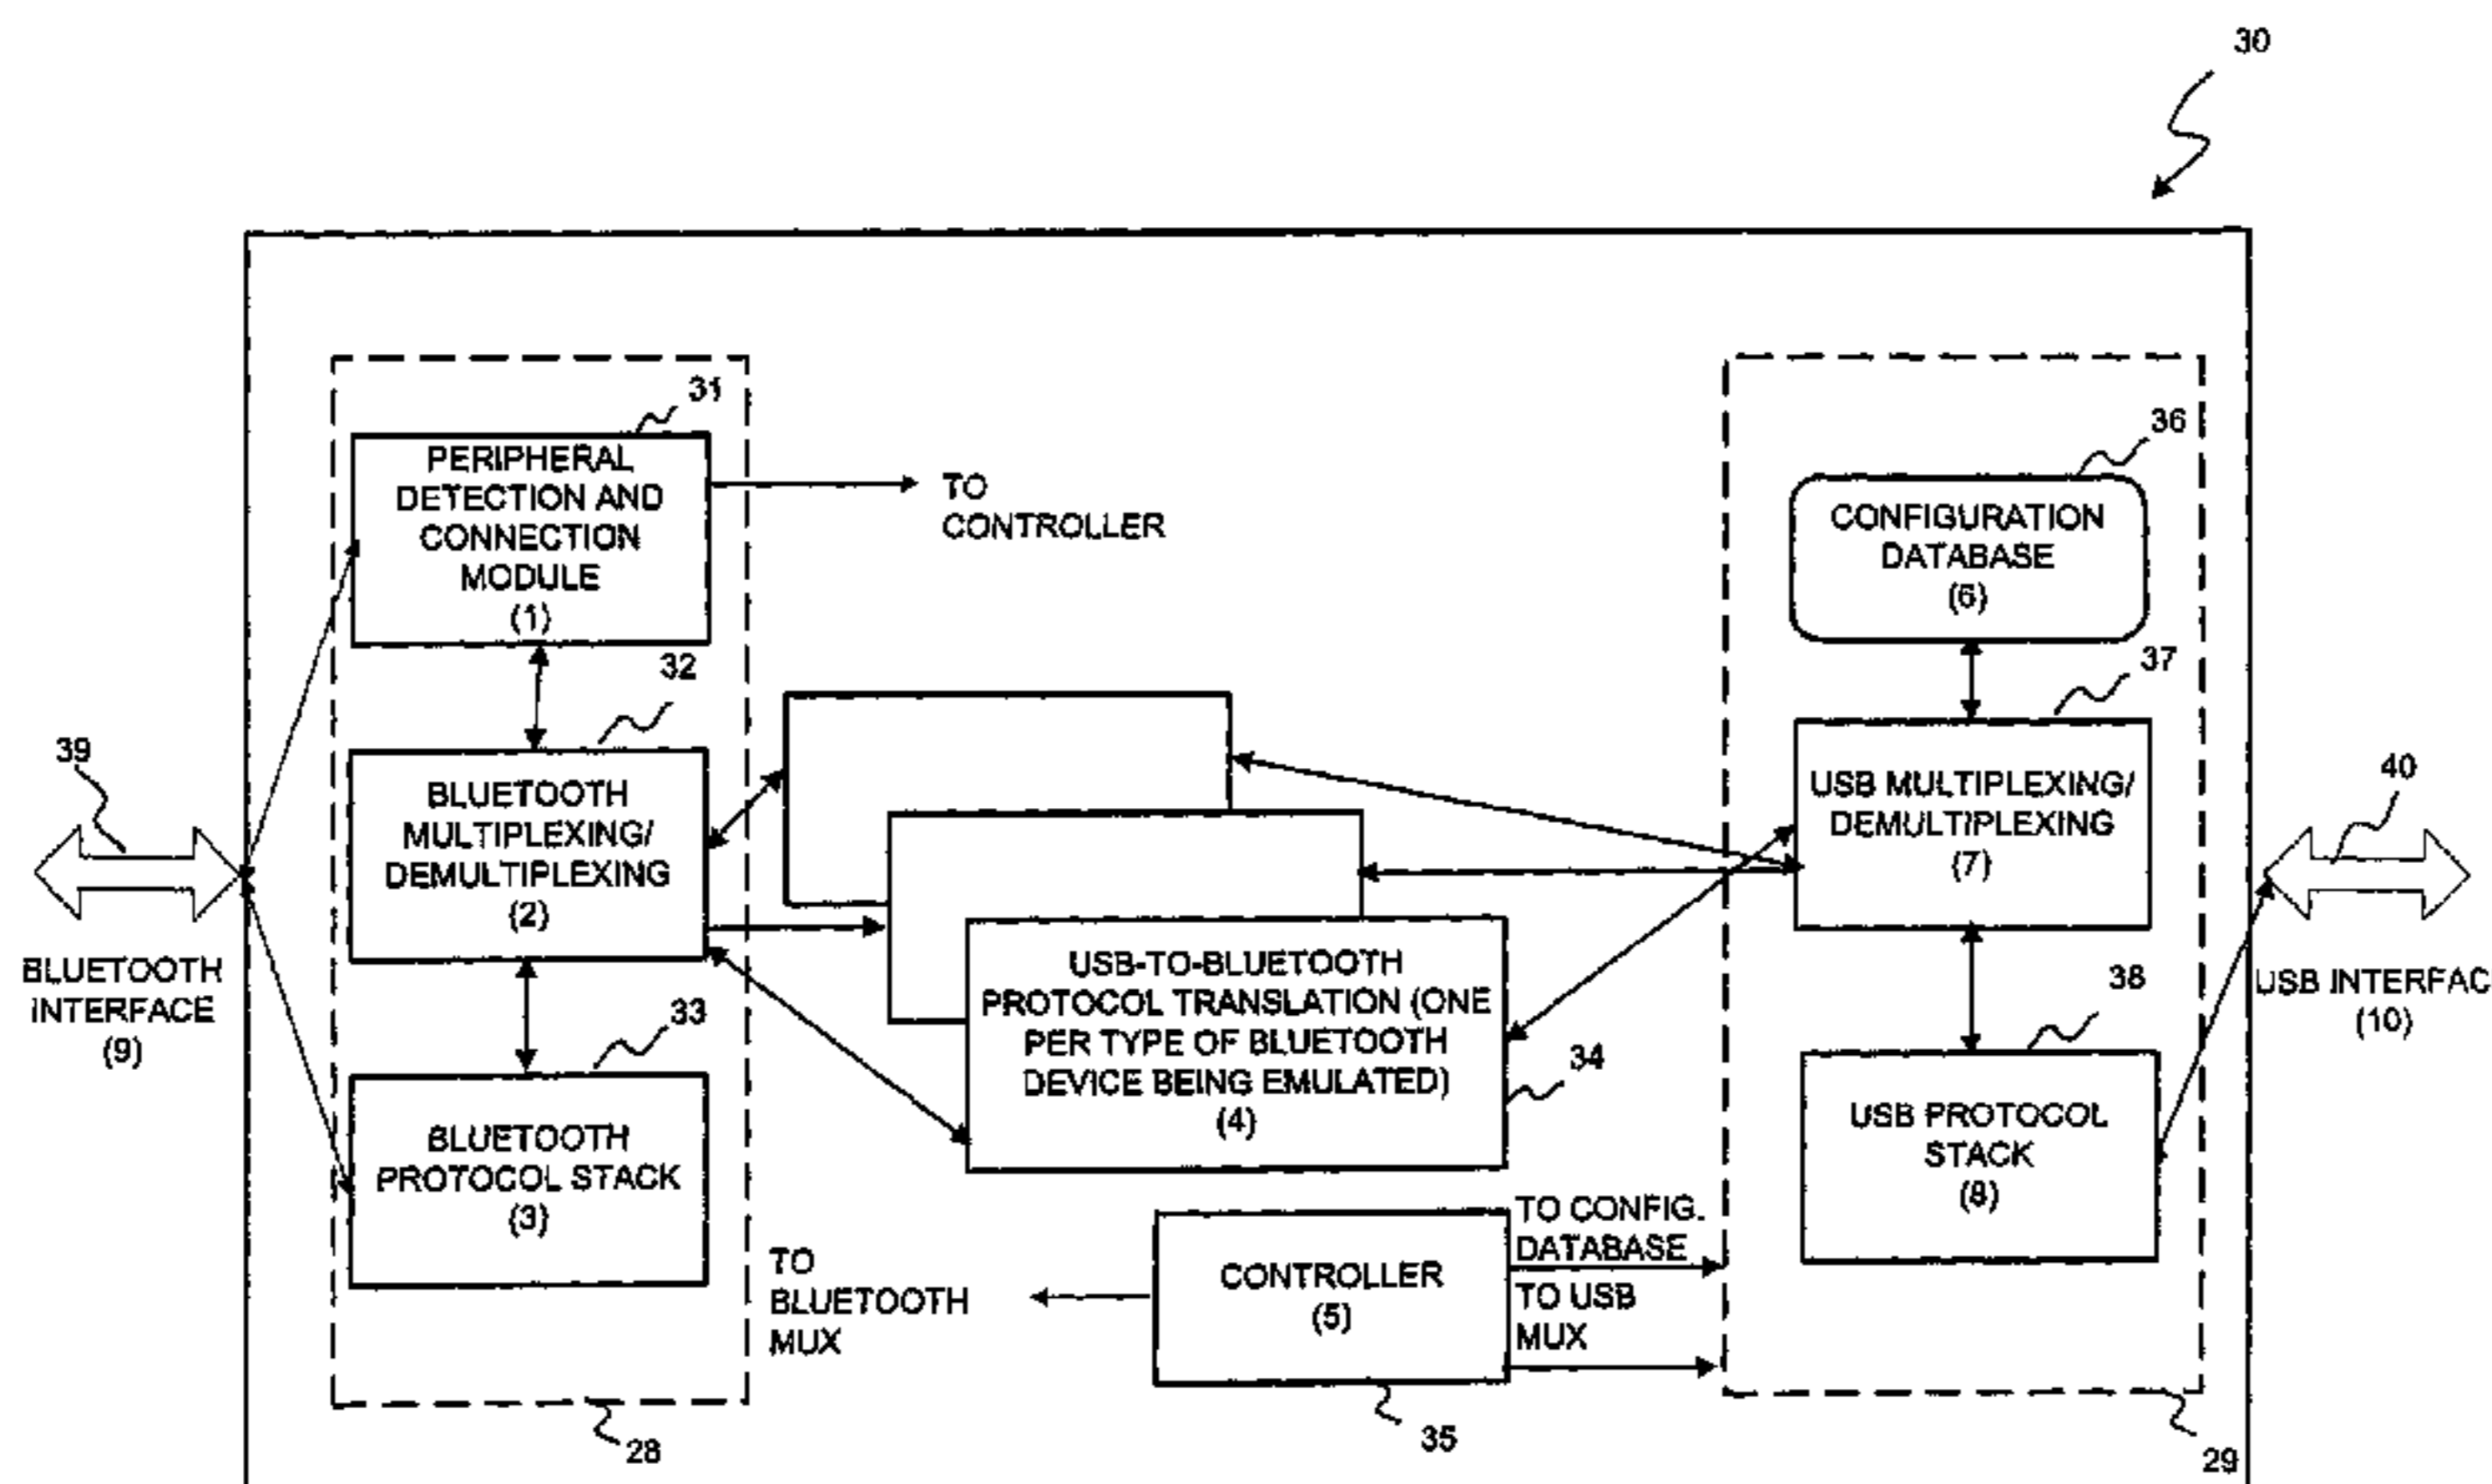 30
31
PERIPHERAL
DETECTION AND
CONNECTION
MODULE
(1)
TO
CONTROLLER
36
CONFIGURATION
DATABASE
(6)
32
37
39
BLUETOOTH
MULTIPLEXING/
DEMULTIPLEXING
(2)
USB MULTIPLEXING/
DEMULTIPLEXING
(7)
40
BLUETOOTH
INTERFACE
(9)
USB-TO-BLUETOOTH
PROTOCOL TRANSLATION (ONE
PER TYPE OF BLUETOOTH
DEVICE BEING EMULATED)
(4)
34
USB INTERFAC
(10)
33
38
BLUETOOTH
PROTOCOL STACK
(3)
USB PROTOCOL
STACK
(8)
TO
BLUETOOTH
MUX
CONTROLLER
(5)
TO CONFIG.
DATABASE
TO USB
MUX
28
35
29